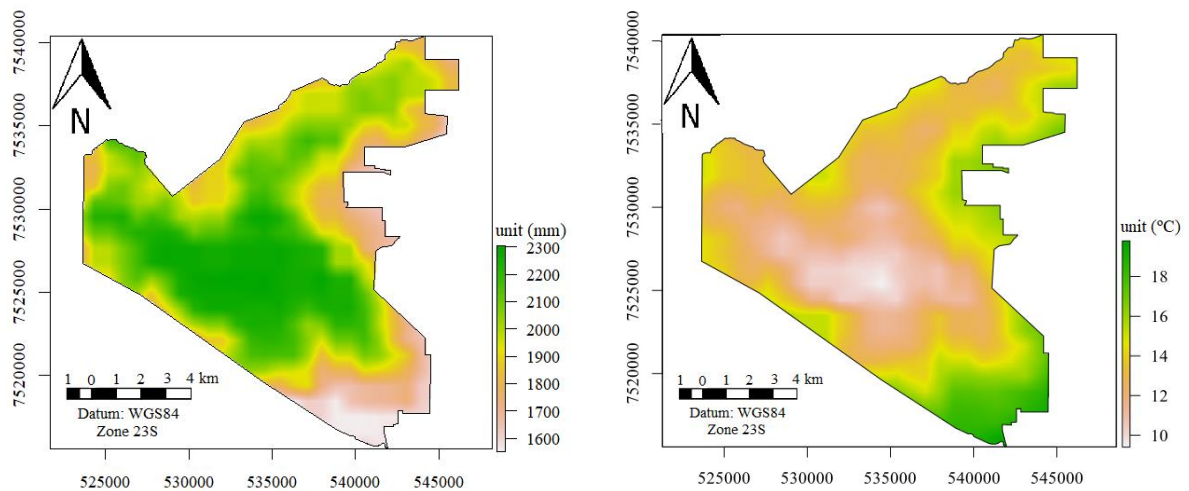 7540000
7535000
7530000
7525000
7520000
N
unit (mm)
2300
2200
2100
2000
1900
1800
1700
1600
1 0 1 2 3 4 km
Datum: WGS84
Zone 23S
525000 530000 535000 540000 545000
7540000
7535000
7530000
7525000
7520000
N
unit (ºC)
18
16
14
12
10
1 0 1 2 3 4 km
Datum: WGS84
Zone 23S
525000 530000 535000 540000 545000